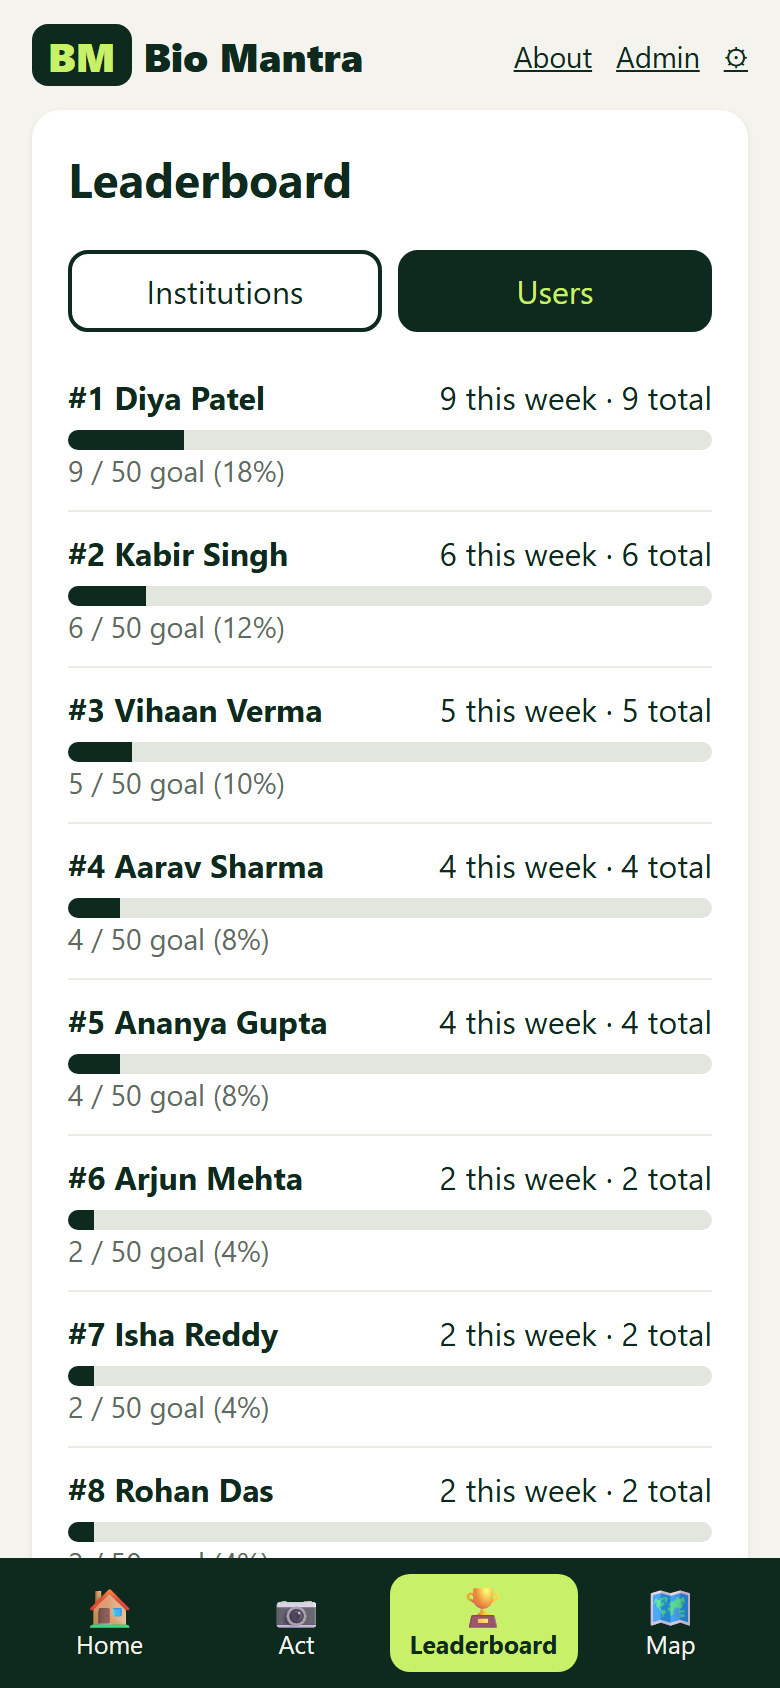 BM Bio Mantra About Admin ⚙
Leaderboard
Institutions Users
#1 Diya Patel 9 this week · 9 total
9 / 50 goal (18%)
#2 Kabir Singh 6 this week · 6 total
6 / 50 goal (12%)
#3 Vihaan Verma 5 this week · 5 total
5 / 50 goal (10%)
#4 Aarav Sharma 4 this week · 4 total
4 / 50 goal (8%)
#5 Ananya Gupta 4 this week · 4 total
4 / 50 goal (8%)
#6 Arjun Mehta 2 this week · 2 total
2 / 50 goal (4%)
#7 Isha Reddy 2 this week · 2 total
2 / 50 goal (4%)
#8 Rohan Das 2 this week · 2 total
Home Act Leaderboard Map